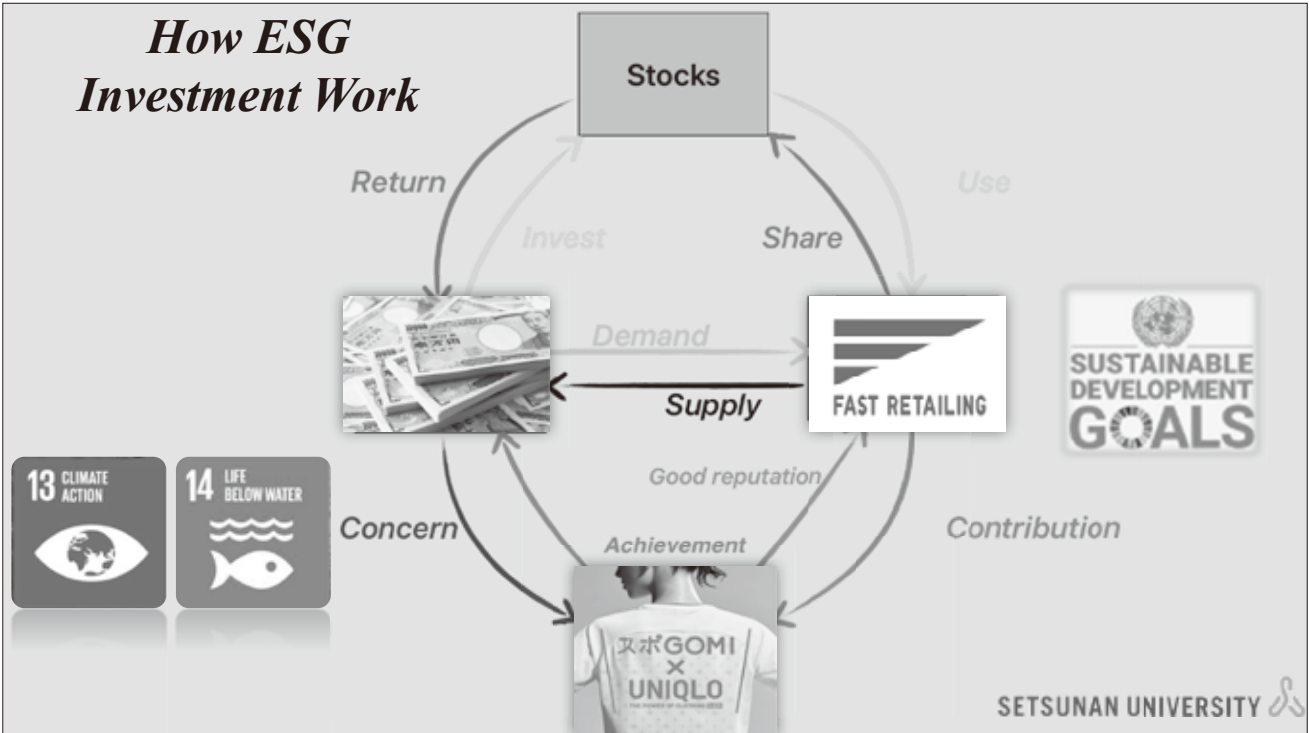 How ESG
Investment Work
Stocks
Return
Use
Invest
Share
Demand
Supply
FAST RETAILING
SUSTAINABLE
DEVELOPMENT
GOALS
13 CLIMATE
ACTION
14 LIFE
BELOW WATER
Good reputation
Concern
Contribution
Achievement
スポGOMI
×
UNIQLO
SETSUNAN UNIVERSITY